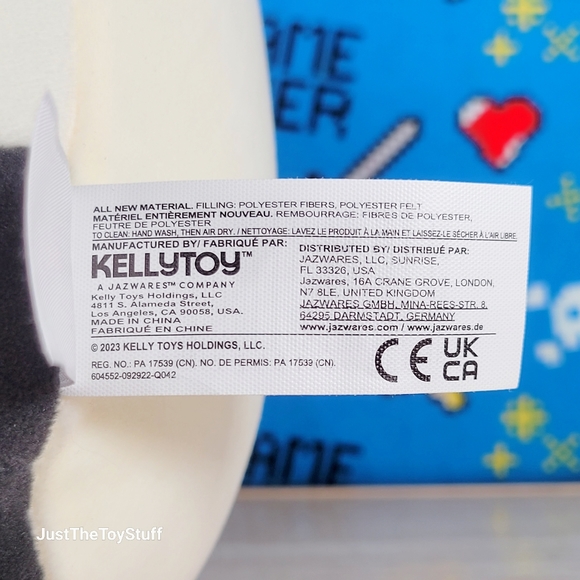 AME
ER
ALL NEW MATERIAL. FILLING: POLYESTER FIBERS, POLYESTER FELT
MATÉRIEL ENTIÈREMENT NOUVEAU. REMBOURRAGE: FIBRES DE POLYESTER,
FEUTRE DE POLYESTER
TO CLEAN: HAND WASH, THEN AIR DRY. / NETTOYAGE: LAVEZ LE PRODUIT À LA MAIN ET LAISSEZ-LE SÉCHER À L'AIR LIBRE
MANUFACTURED BY/ FABRIQUÉ PAR:
KELLYTOY™
A JAZWARES™ COMPANY
Kelly Toys Holdings, LLC
4811 S. Alameda Street,
Los Angeles, CA 90058, USA.
MADE IN CHINA
FABRIQUÉ EN CHINE
DISTRIBUTED BY/ DISTRIBUÉ PAR:
JAZWARES, LLC, SUNRISE,
FL 33326, USA
Jazwares, 16A CRANE GROVE, LONDON,
N7 8LE, UNITED KINGDOM
JAZWARES GMBH, MINA-REES-STR. 8,
64295 DARMSTADT, GERMANY
www.jazwares.com / www.jazwares.de
© 2023 KELLY TOYS HOLDINGS, LLC.
REG. NO.: PA 17539 (CN). NO. DE PERMIS: PA 17539 (CN).
604552-092922-Q042
CE UK
CA
AME
JustTheToyStuff